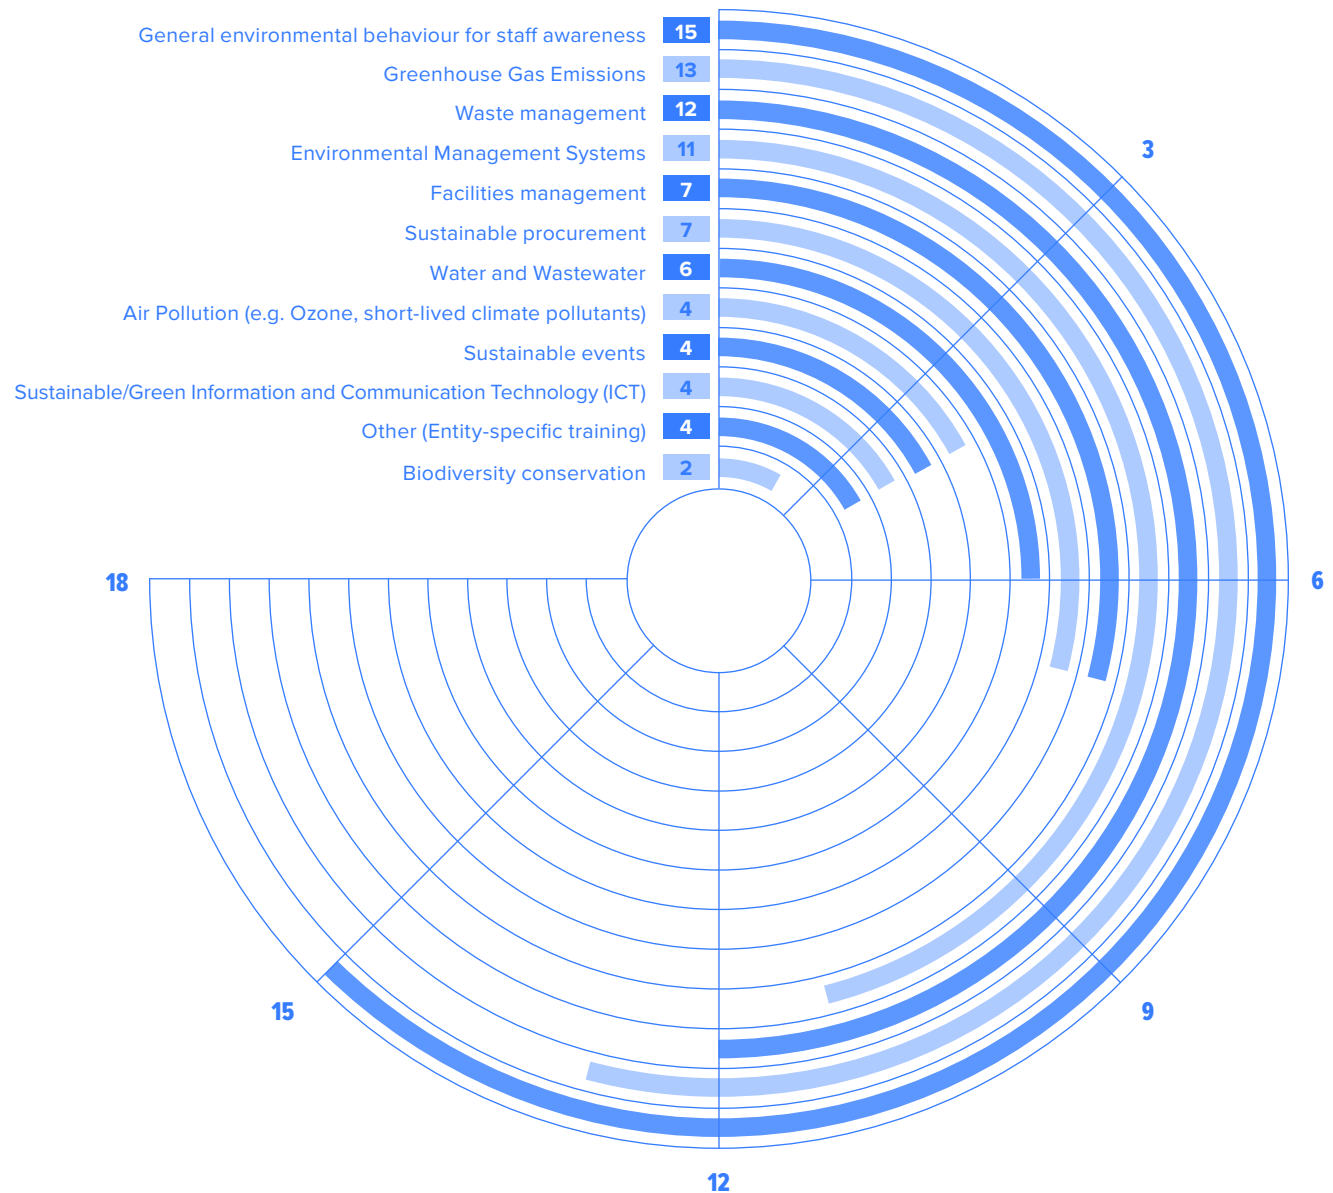 General environmental behaviour for staff awareness 15
Greenhouse Gas Emissions 13
Waste management 12
Environmental Management Systems 11
Facilities management 7
Sustainable procurement 7
Water and Wastewater 6
Air Pollution (e.g. Ozone, short-lived climate pollutants) 4
Sustainable events 4
Sustainable/Green Information and Communication Technology (ICT) 4
Other (Entity-specific training) 4
Biodiversity conservation 2
3
6
9
12
15
18